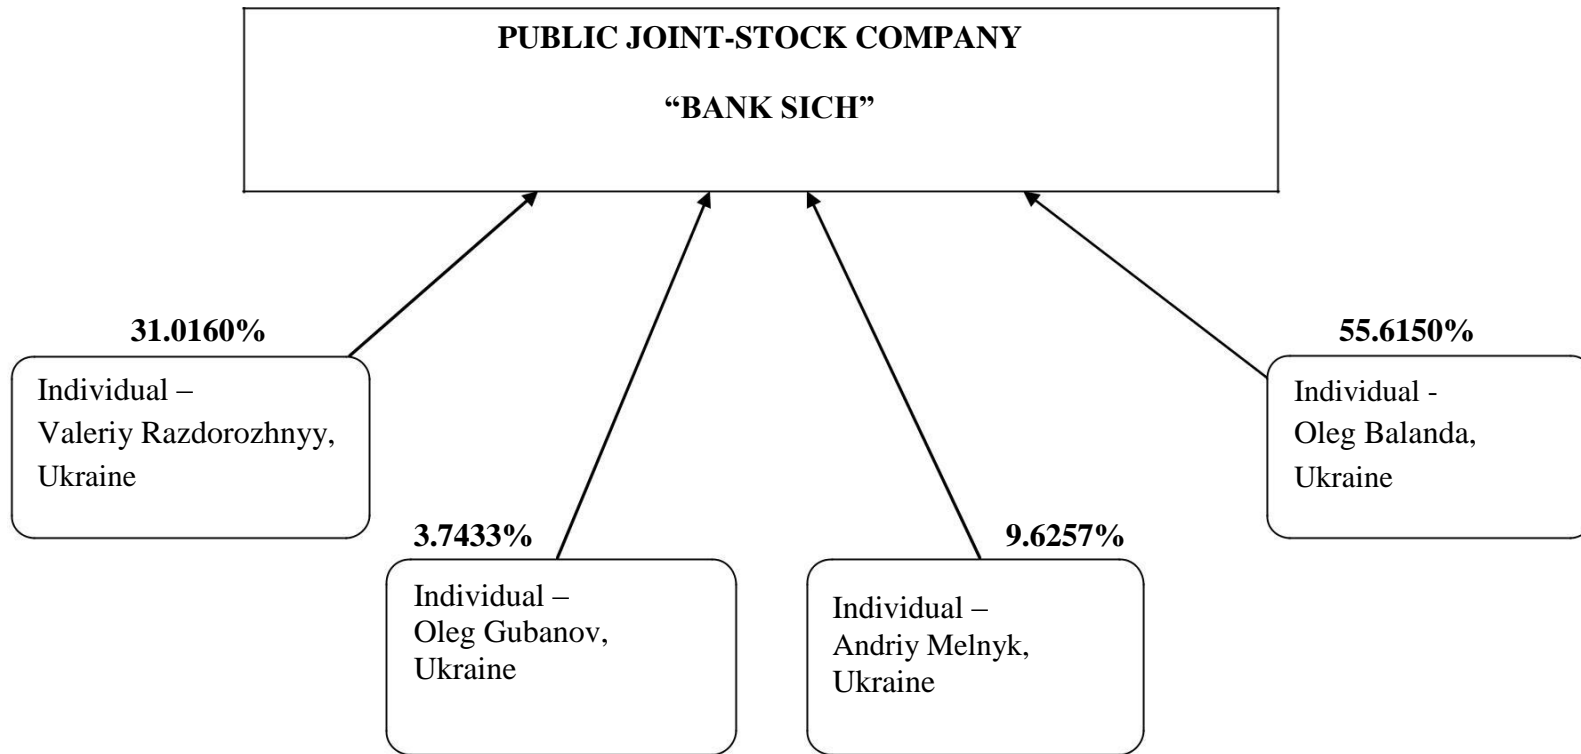 PUBLIC JOINT-STOCK COMPANY
“BANK SICH”
31.0160%
Individual –
Valeriy Razdorozhnyy,
Ukraine
3.7433%
Individual –
Oleg Gubanov,
Ukraine
9.6257%
Individual –
Andriy Melnyk,
Ukraine
55.6150%
Individual -
Oleg Balanda,
Ukraine